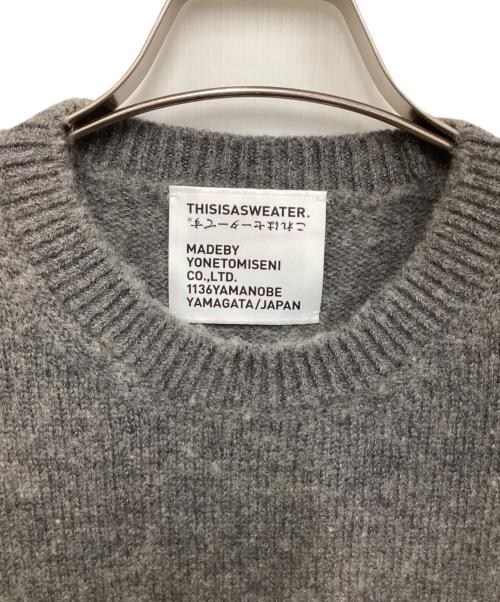 THISISASWEATER.
これはセーターです。
MADEBY
YONETOMISENI
CO.,LTD.
1136YAMANOBE
YAMAGATA/JAPAN